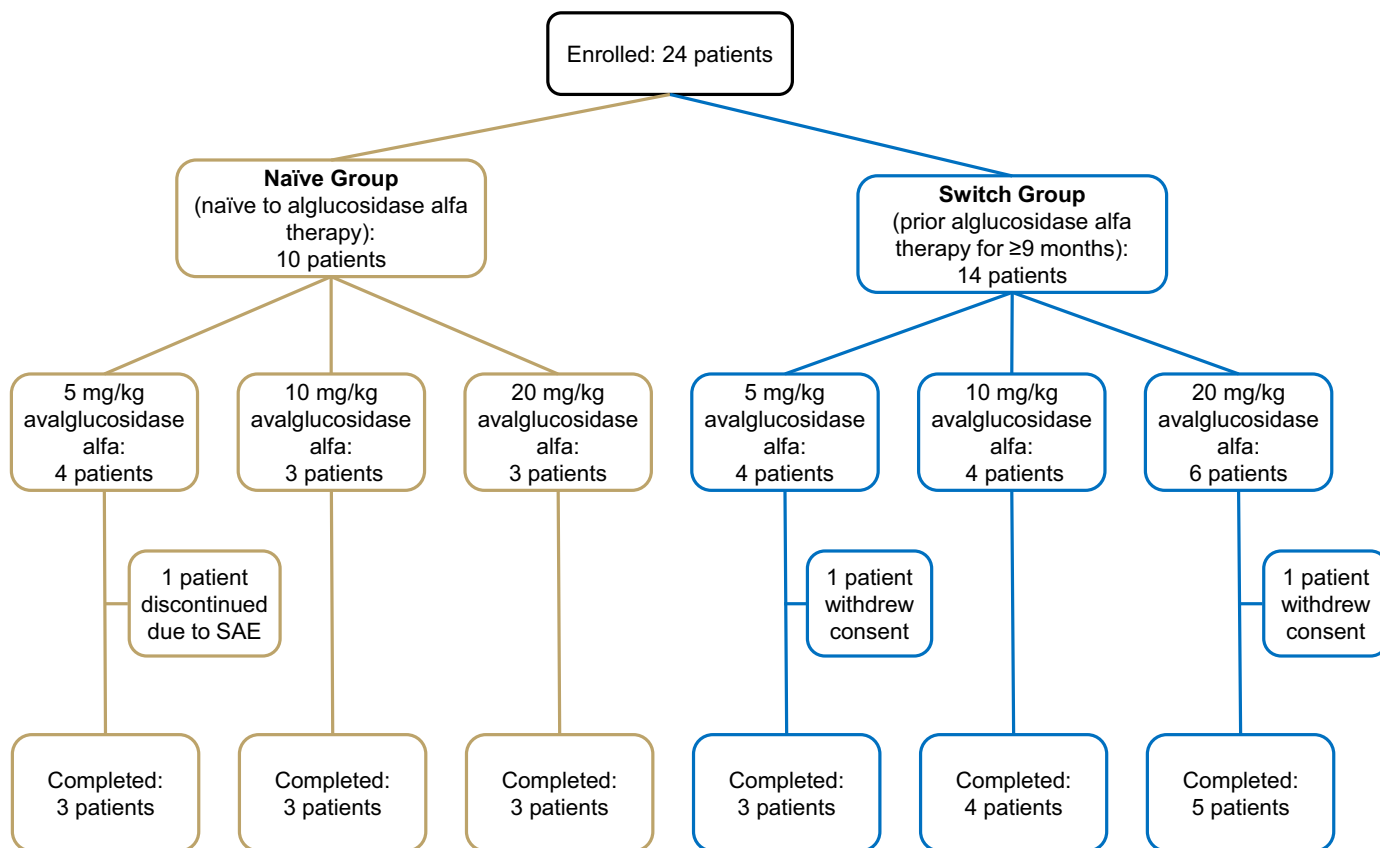 Enrolled: 24 patients
Naïve Group
(naïve to alglucosidase alfa
therapy):
10 patients
Switch Group
(prior alglucosidase alfa
therapy for ≥9 months):
14 patients
5 mg/kg
avalglucosidase
alfa:
4 patients
10 mg/kg
avalglucosidase
alfa:
3 patients
20 mg/kg
avalglucosidase
alfa:
3 patients
5 mg/kg
avalglucosidase
alfa:
4 patients
10 mg/kg
avalglucosidase
alfa:
4 patients
20 mg/kg
avalglucosidase
alfa:
6 patients
1 patient
discontinued
due to SAE
1 patient
withdrew
consent
1 patient
withdrew
consent
Completed:
3 patients
Completed:
3 patients
Completed:
3 patients
Completed:
3 patients
Completed:
4 patients
Completed:
5 patients